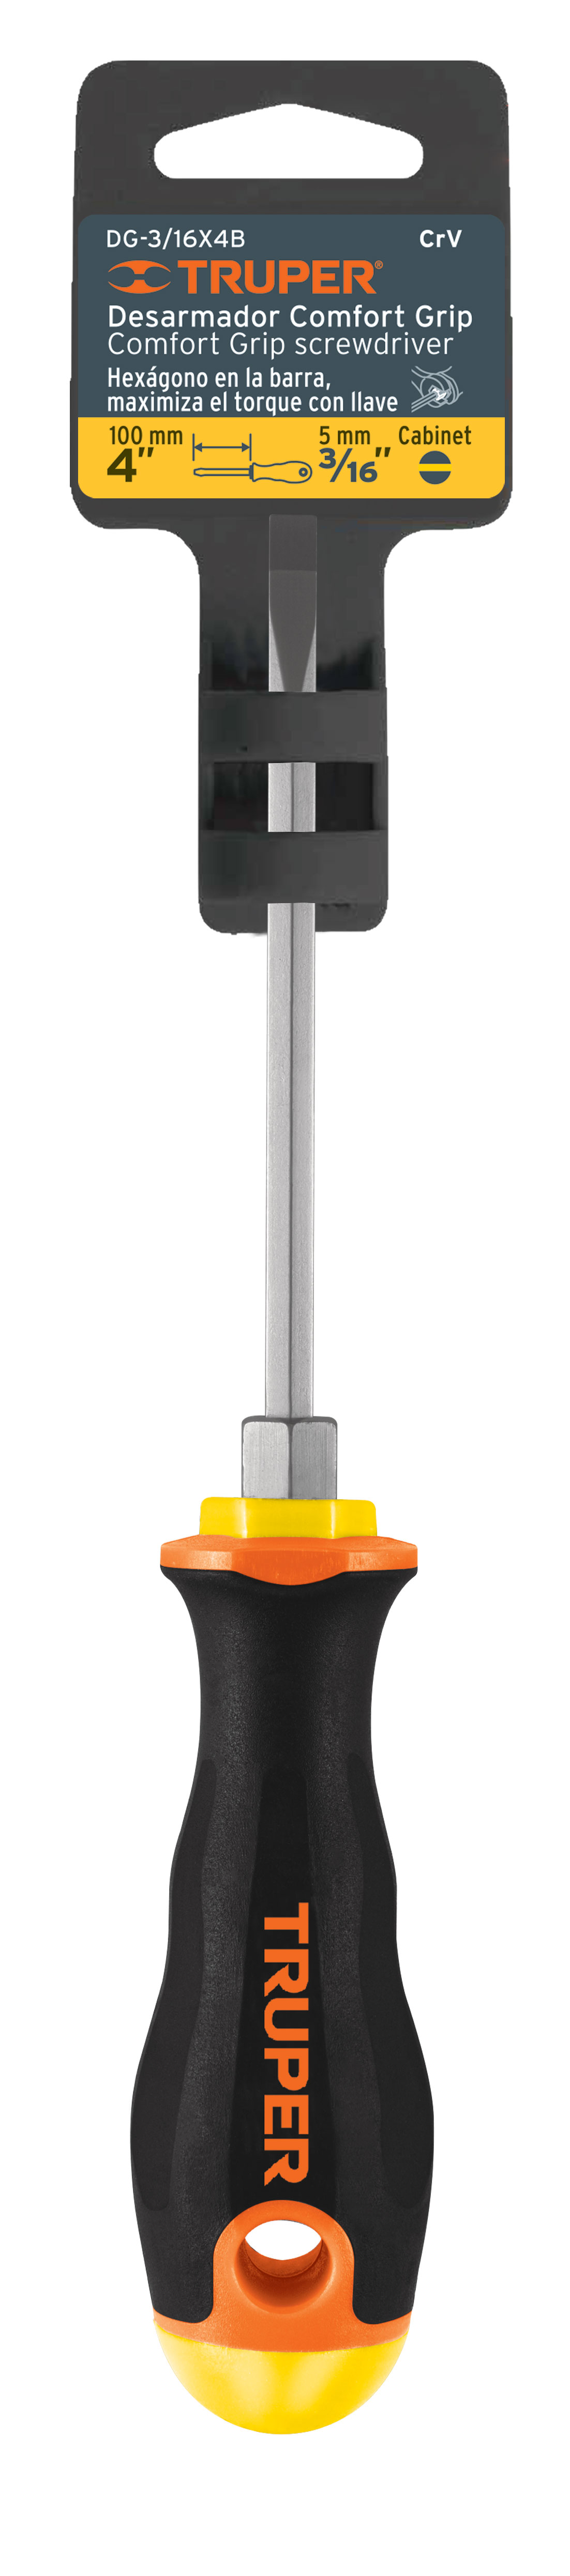 DG-3/16X4B CrV
TRUPER®
Desarmador Comfort Grip
Comfort Grip screwdriver
Hexágono en la barra,
maximiza el torque con llave
100 mm 5 mm Cabinet
4” 3/16”
TRUPER